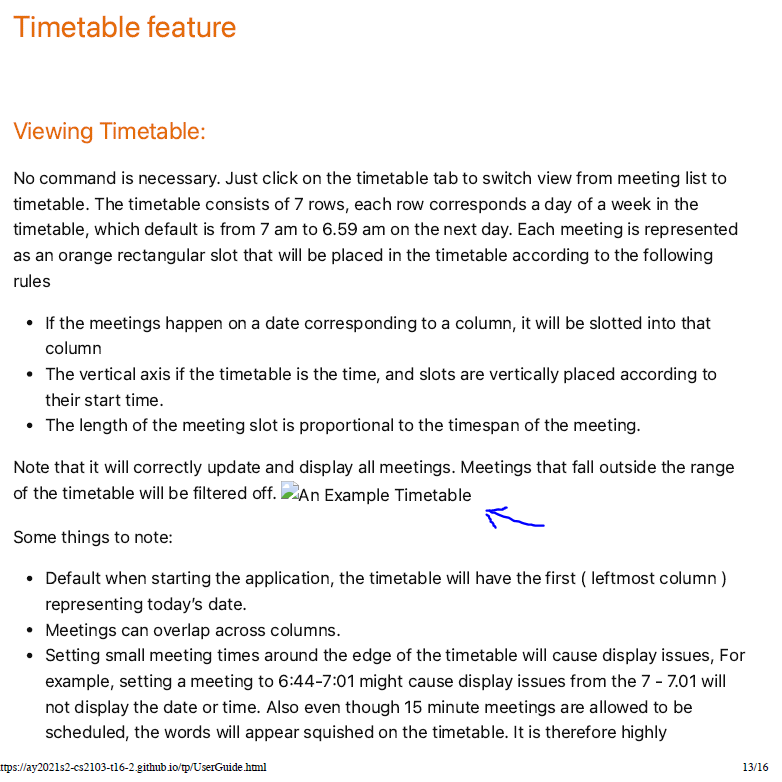 Timetable feature
Viewing Timetable:
No command is necessary. Just click on the timetable tab to switch view from meeting list to
timetable. The timetable consists of 7 rows, each row corresponds a day of a week in the
timetable, which default is from 7 am to 6.59 am on the next day. Each meeting is represented
as an orange rectangular slot that will be placed in the timetable according to the following
rules
• If the meetings happen on a date corresponding to a column, it will be slotted into that
column
• The vertical axis if the timetable is the time, and slots are vertically placed according to
their start time.
• The length of the meeting slot is proportional to the timespan of the meeting.
Note that it will correctly update and display all meetings. Meetings that fall outside the range
of the timetable will be filtered off. An Example Timetable
Some things to note:
• Default when starting the application, the timetable will have the first ( leftmost column )
representing today’s date.
• Meetings can overlap across columns.
• Setting small meeting times around the edge of the timetable will cause display issues, For
example, setting a meeting to 6:44-7:01 might cause display issues from the 7 - 7.01 will
not display the date or time. Also even though 15 minute meetings are allowed to be
scheduled, the words will appear squished on the timetable. It is therefore highly
ttps://ay2021s2-cs2103-t16-2.github.io/tp/UserGuide.html 13/16